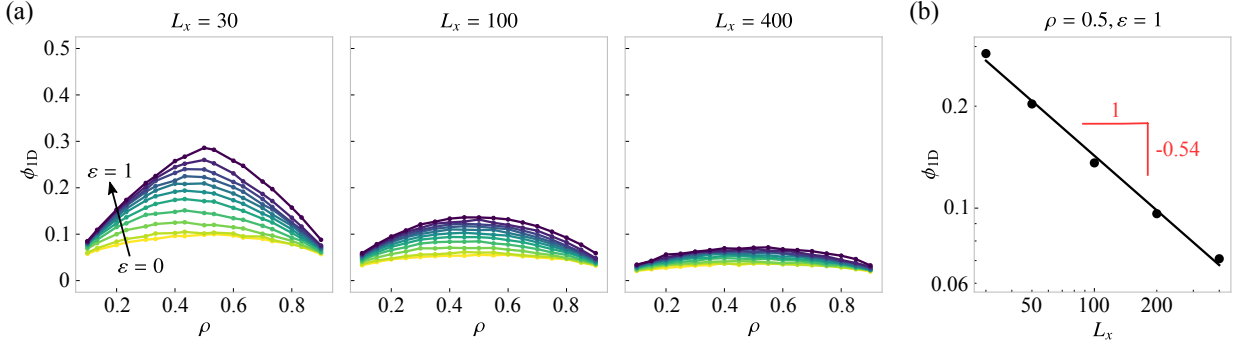 (a)
L_x = 30
L_x = 100
L_x = 400
(b)
ρ = 0.5, ε = 1
ϕ_1D
0.5
0.4
0.3
0.2
0.1
0
ε = 1
ε = 0
0.2 0.4 0.6 0.8
ρ
0.2 0.4 0.6 0.8
ρ
0.2 0.4 0.6 0.8
ρ
ϕ_1D
0.2
0.1
0.06
1
-0.54
50 100 200
L_x